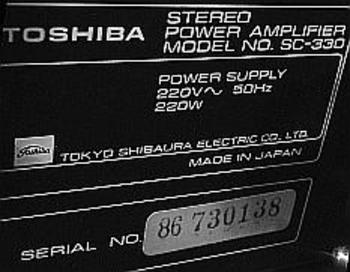 TOSHIBA
STEREO
POWER AMPLIFIER
MODEL NO. SC-330
POWER SUPPLY
220V～ 50Hz
220W
Toshiba
TOKYO SHIBAURA ELECTRIC CO., LTD.
MADE IN JAPAN
SERIAL NO.
86 730138